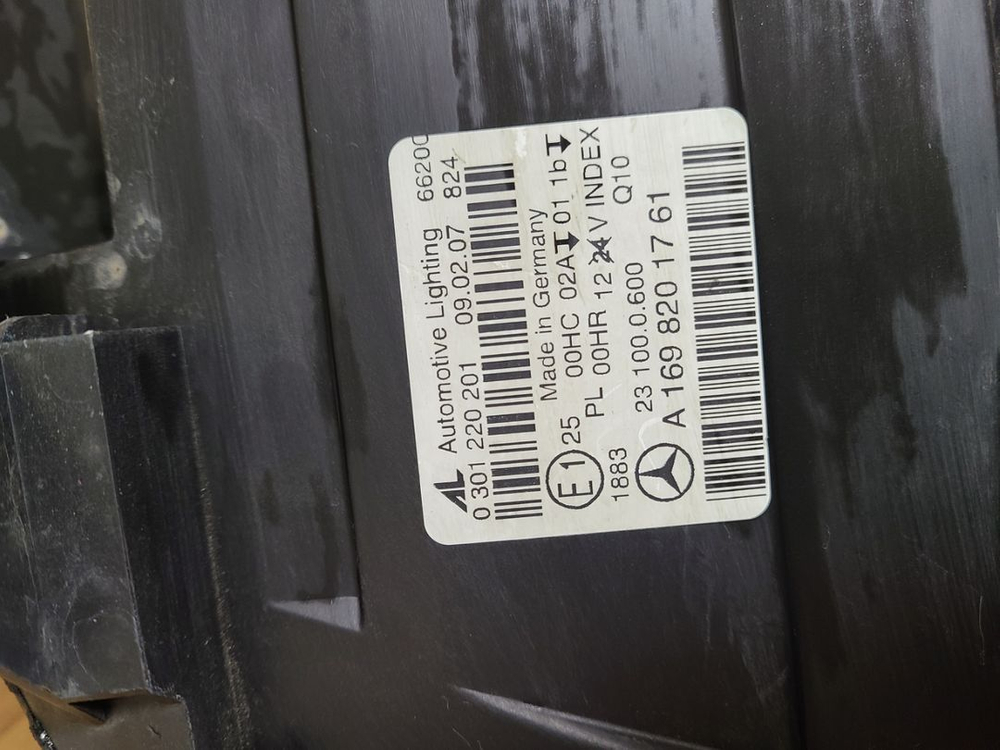 AL Automotive Lighting 66200
0 301 220 201 09.02.07 824
Made in Germany
E1 25 00HC 02A 01 1b
PL 00HR 12 24 V INDEX
1883 23 100.0.600 Q10
A 169 820 17 61